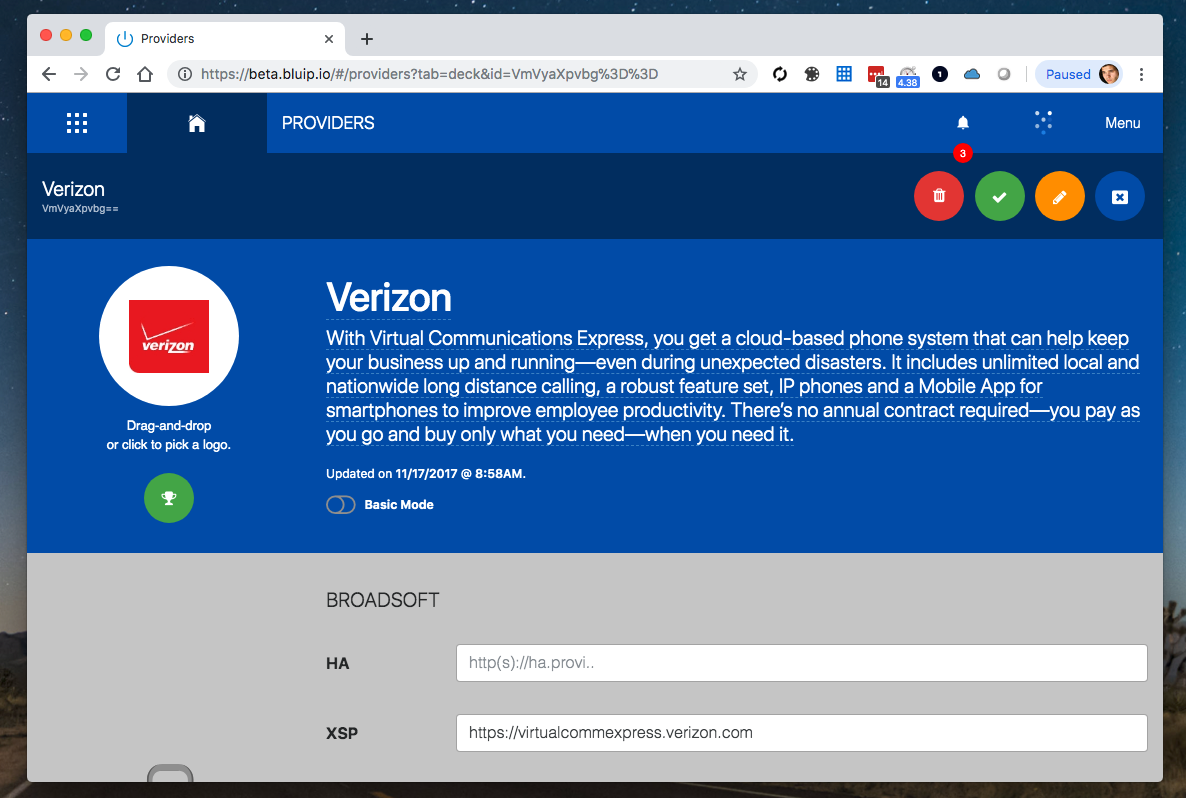 Providers
https://beta.bluip.io/#/providers?tab=deck&id=VmVyaXpvbg%3D%3D
14
4.38
1
Paused
PROVIDERS
3
Menu
Verizon
VmVyaXpvbg==
verizon
Drag-and-drop
or click to pick a logo.
Verizon
With Virtual Communications Express, you get a cloud-based phone system that can help keep
your business up and running—even during unexpected disasters. It includes unlimited local and
nationwide long distance calling, a robust feature set, IP phones and a Mobile App for
smartphones to improve employee productivity. There’s no annual contract required—you pay as
you go and buy only what you need—when you need it.
Updated on 11/17/2017 @ 8:58AM.
Basic Mode
BROADSOFT
HA
http(s)://ha.provi..
XSP
https://virtualcommexpress.verizon.com